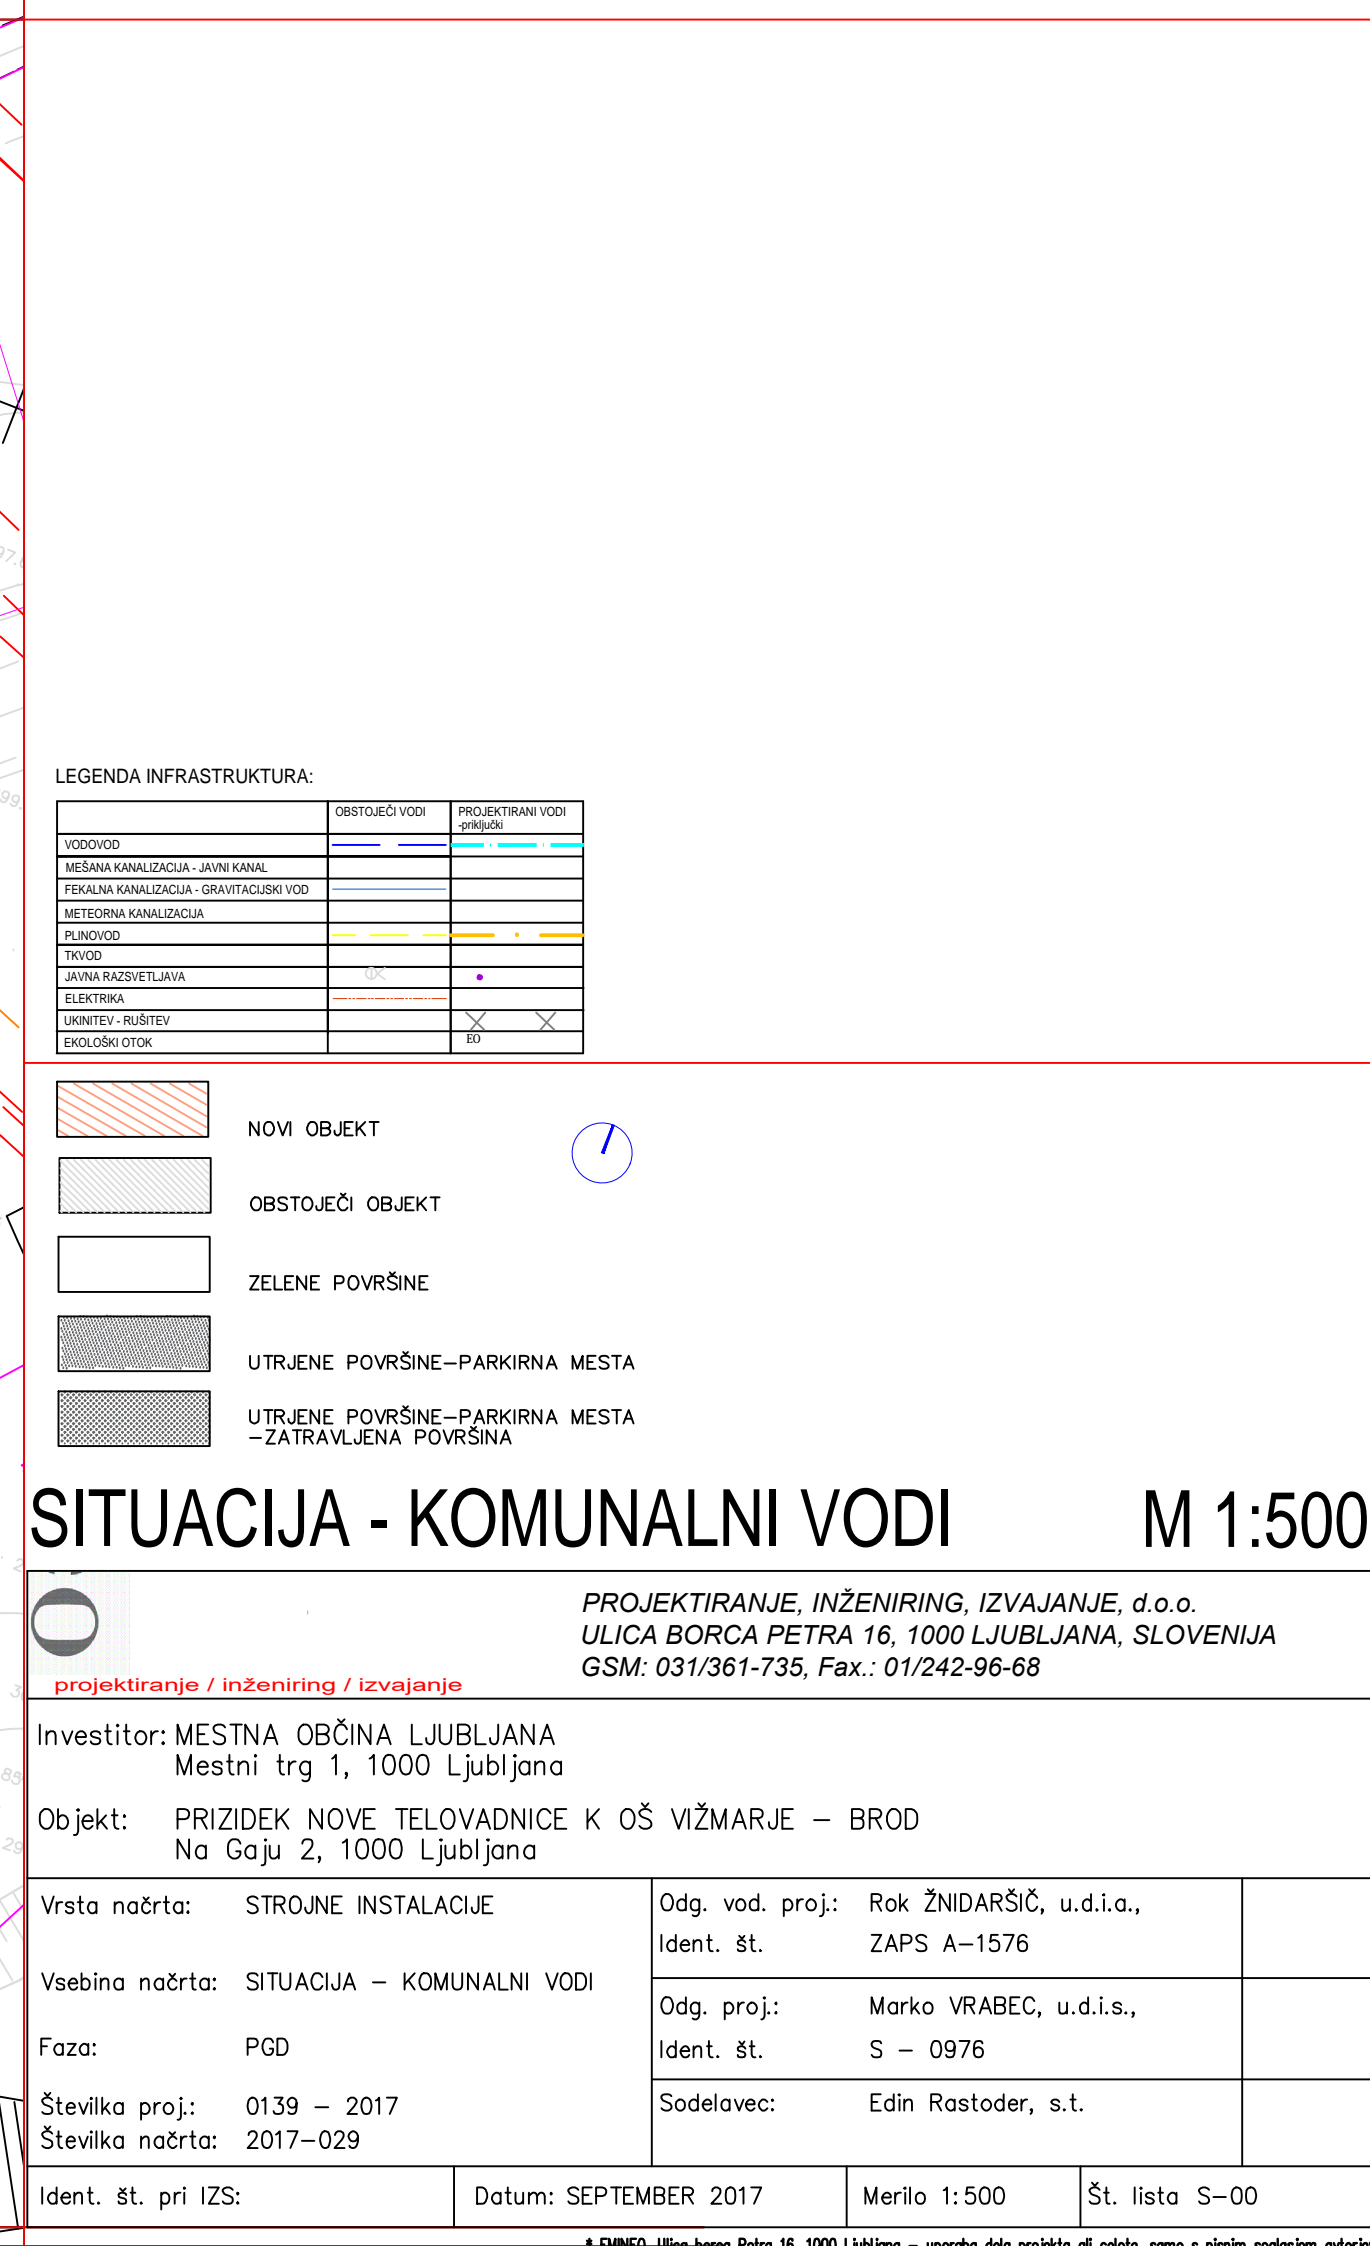 LEGENDA INFRASTRUKTURA:
OBSTOJEČI VODI
PROJEKTIRANI VODI
-priključki
VODOVOD
MEŠANA KANALIZACIJA - JAVNI KANAL
FEKALNA KANALIZACIJA - GRAVITACIJSKI VOD
METEORNA KANALIZACIJA
PLINOVOD
TKVOD
JAVNA RAZSVETLJAVA
ELEKTRIKA
UKINITEV - RUŠITEV
EKOLOŠKI OTOK
EO
NOVI OBJEKT
OBSTOJEČI OBJEKT
ZELENE POVRŠINE
UTRJENE POVRŠINE-PARKIRNA MESTA
UTRJENE POVRŠINE-PARKIRNA MESTA
-ZATRAVLJENA POVRŠINA
SITUACIJA - KOMUNALNI VODI M 1:500
PROJEKTIRANJE, INŽENIRING, IZVAJANJE, d.o.o.
ULICA BORCA PETRA 16, 1000 LJUBLJANA, SLOVENIJA
GSM: 031/361-735, Fax.: 01/242-96-68
projektiranje / inženiring / izvajanje
Investitor: MESTNA OBČINA LJUBLJANA
Mestni trg 1, 1000 Ljubljana
Objekt: PRIZIDEK NOVE TELOVADNICE K OŠ VIŽMARJE - BROD
Na Gaju 2, 1000 Ljubljana
Vrsta načrta: STROJNE INSTALACIJE
Vsebina načrta: SITUACIJA - KOMUNALNI VODI
Faza: PGD
Številka proj.: 0139 - 2017
Številka načrta: 2017-029
Odg. vod. proj.: Rok ŽNIDARŠIČ, u.d.i.a.,
Ident. št. ZAPS A-1576
Odg. proj.: Marko VRABEC, u.d.i.s.,
Ident. št. S - 0976
Sodelavec: Edin Rastoder, s.t.
Ident. št. pri IZS:
Datum: SEPTEMBER 2017
Merilo 1:500
Št. lista S-00